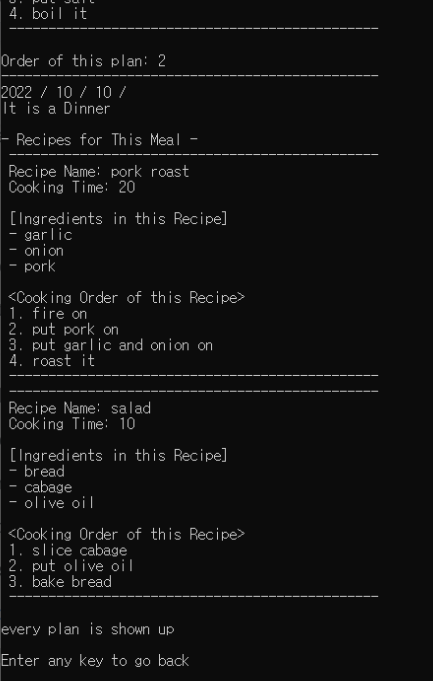 3. put salt
4. boil it
------------------------------------------------
Order of this plan: 2
------------------------------------------------
2022 / 10 / 10 /
It is a Dinner
- Recipes for This Meal -
------------------------------------------------
Recipe Name: pork roast
Cooking Time: 20
[Ingredients in this Recipe]
- garlic
- onion
- pork
<Cooking Order of this Recipe>
1. fire on
2. put pork on
3. put garlic and onion on
4. roast it
------------------------------------------------
------------------------------------------------
Recipe Name: salad
Cooking Time: 10
[Ingredients in this Recipe]
- bread
- cabage
- olive oil
<Cooking Order of this Recipe>
1. slice cabage
2. put olive oil
3. bake bread
------------------------------------------------
every plan is shown up
Enter any key to go back